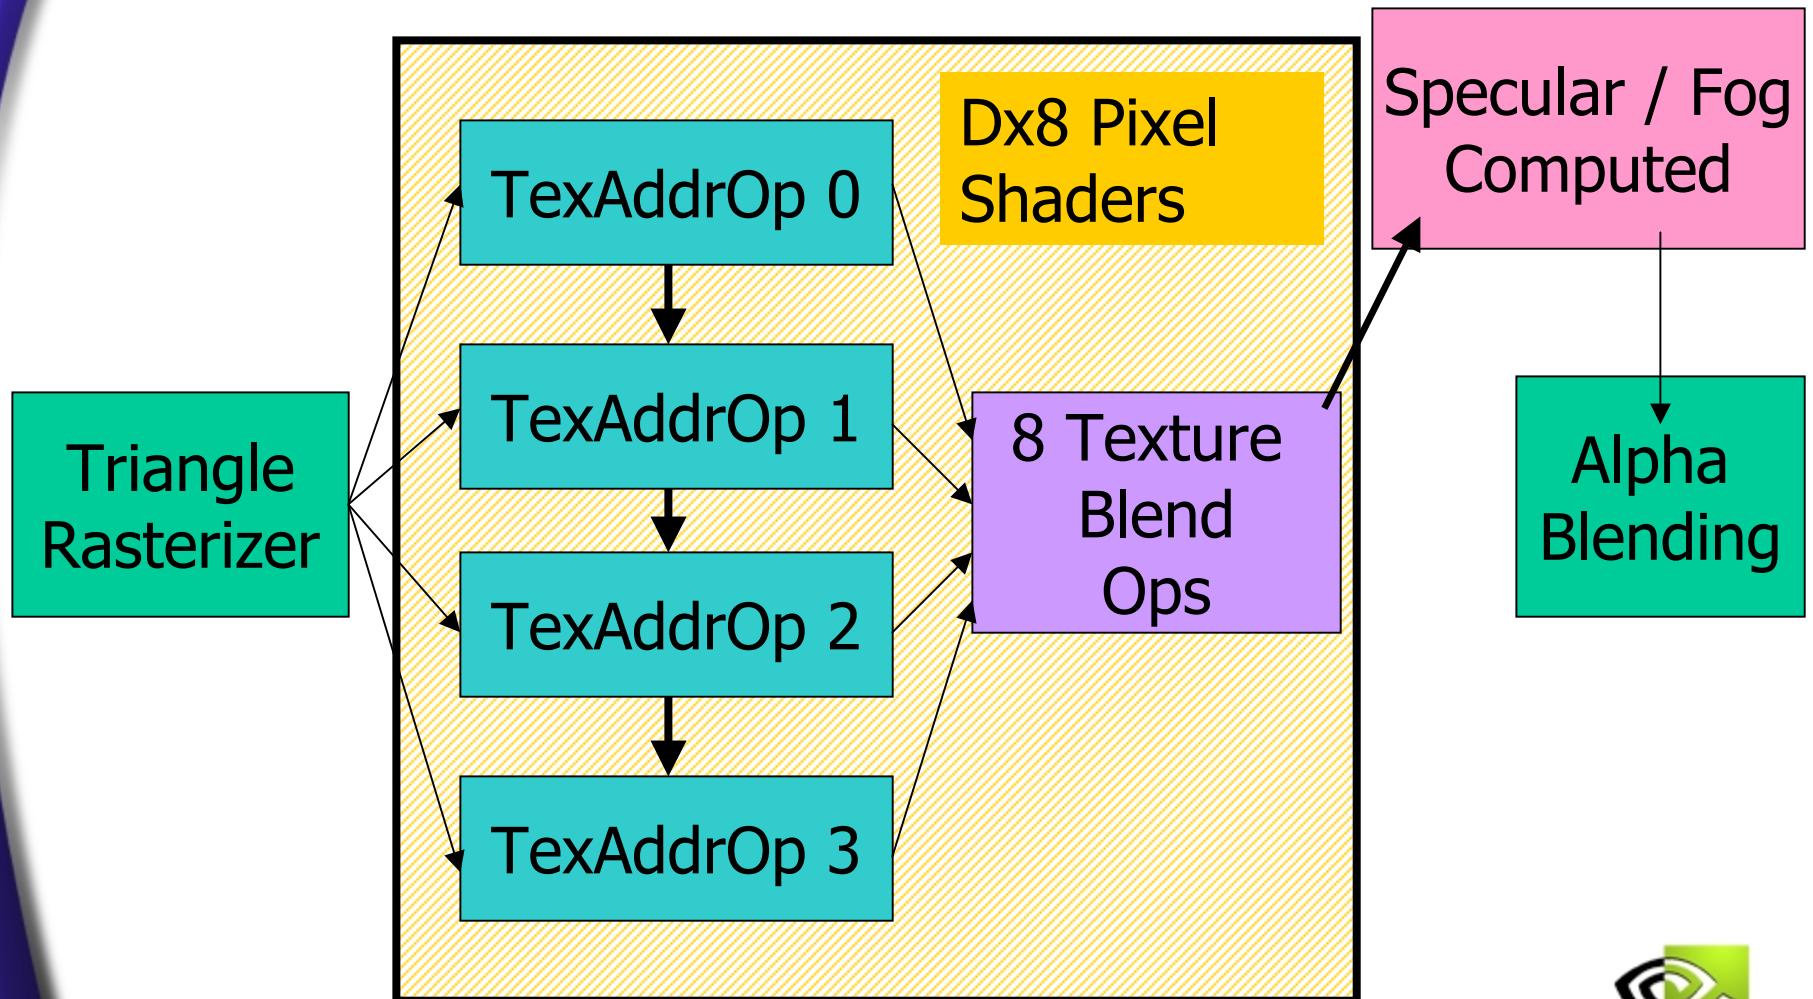 Triangle
Rasterizer
TexAddrOp 0
TexAddrOp 1
TexAddrOp 2
TexAddrOp 3
Dx8 Pixel
Shaders
8 Texture
Blend
Ops
Specular / Fog
Computed
Alpha
Blending